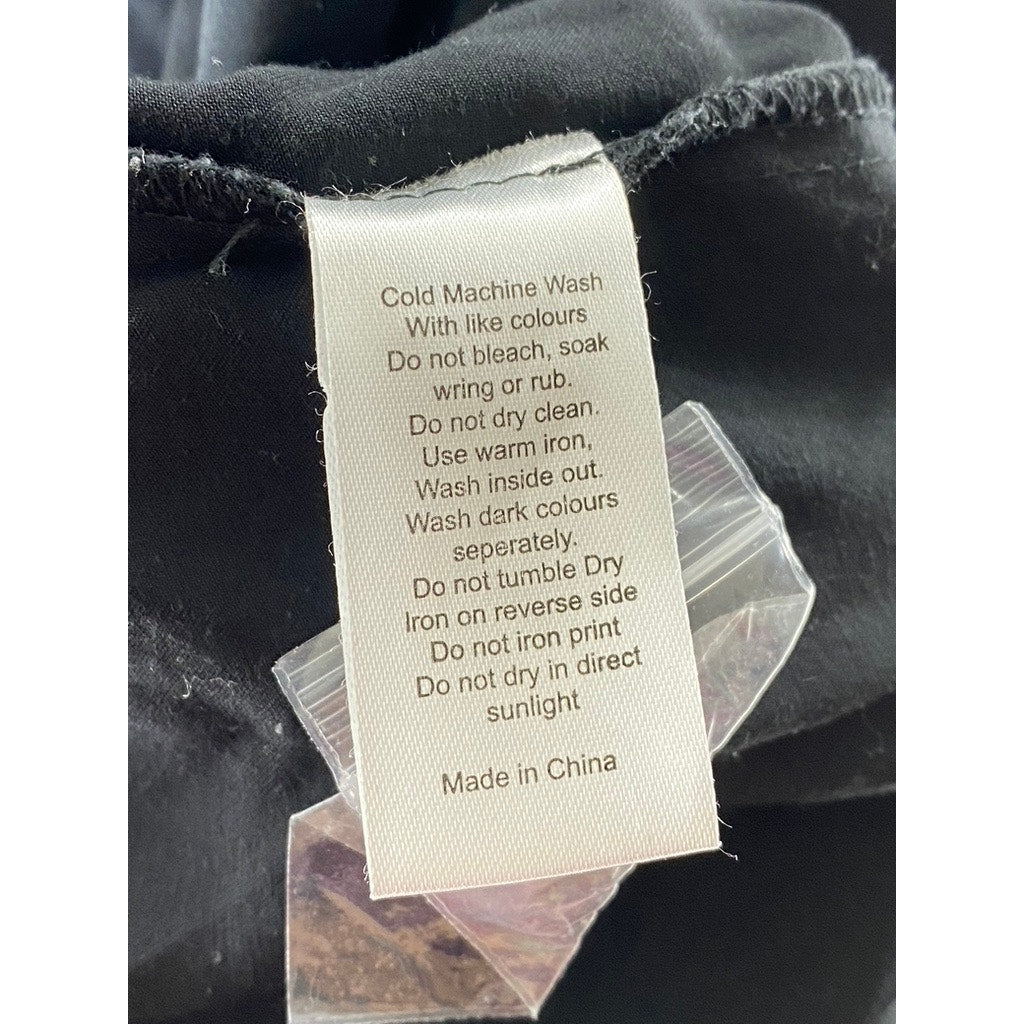 Cold Machine Wash
With like colours
Do not bleach, soak
wring or rub.
Do not dry clean.
Use warm iron,
Wash inside out.
Wash dark colours
seperately.
Do not tumble Dry
Iron on reverse side
Do not iron print
Do not dry in direct
sunlight
Made in China